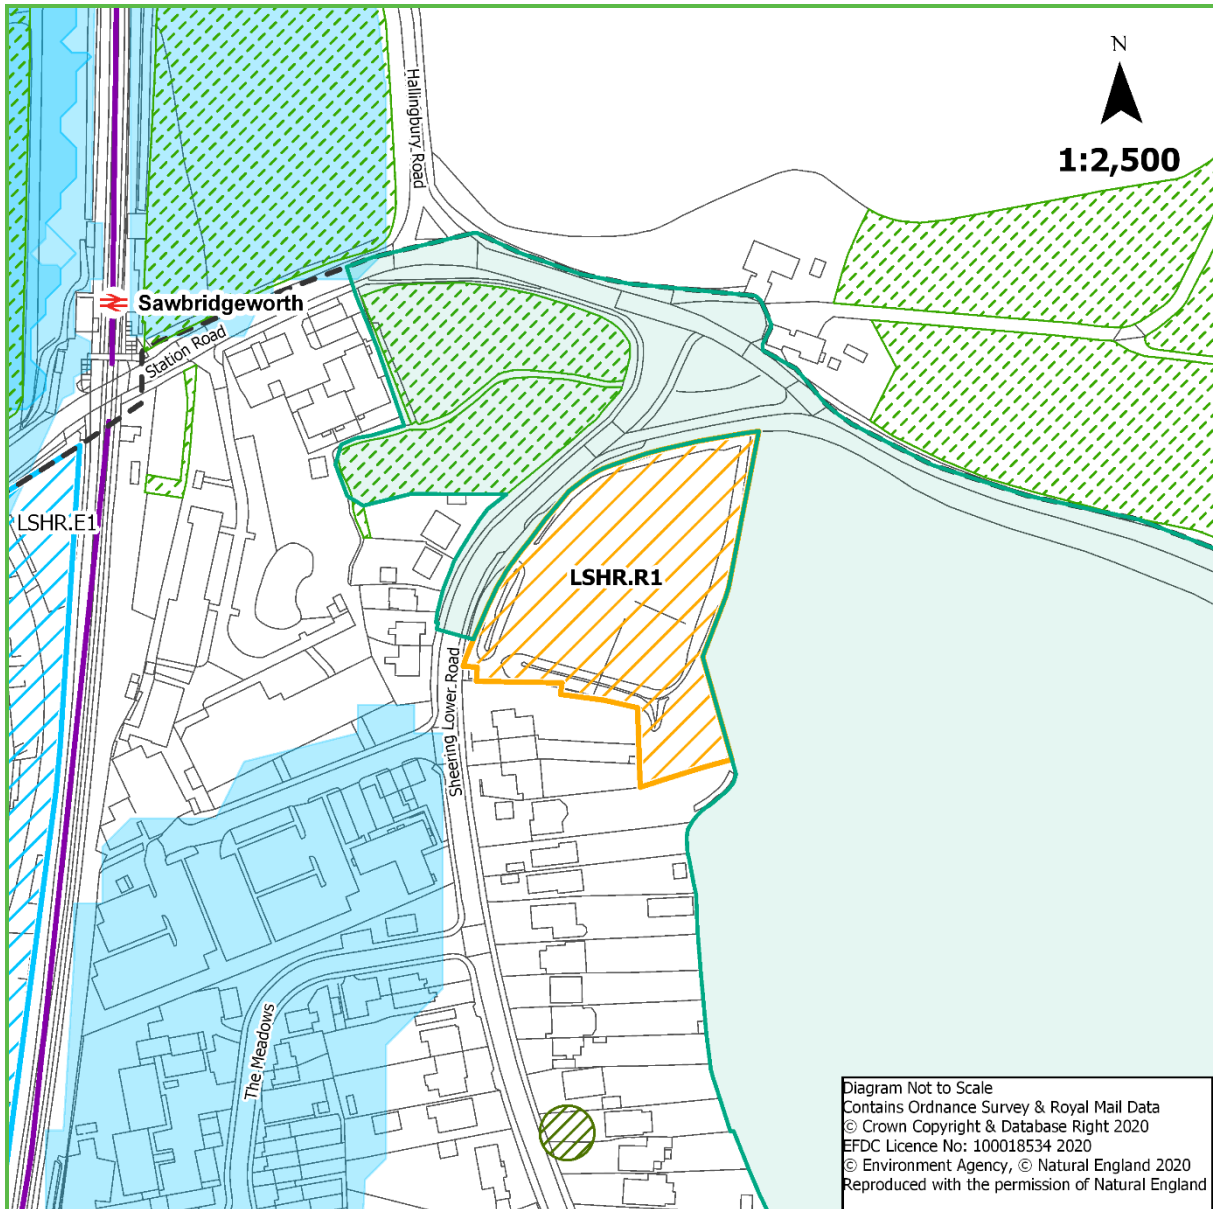 N
1:2,500
Hallingbury Road
Sawbridgeworth
Station Road
LSHR.E1
LSHR.R1
Sheering Lower Road
The Meadows
Diagram Not to Scale
Contains Ordnance Survey & Royal Mail Data
© Crown Copyright & Database Right 2020
EFDC Licence No: 100018534 2020
© Environment Agency, © Natural England 2020
Reproduced with the permission of Natural England